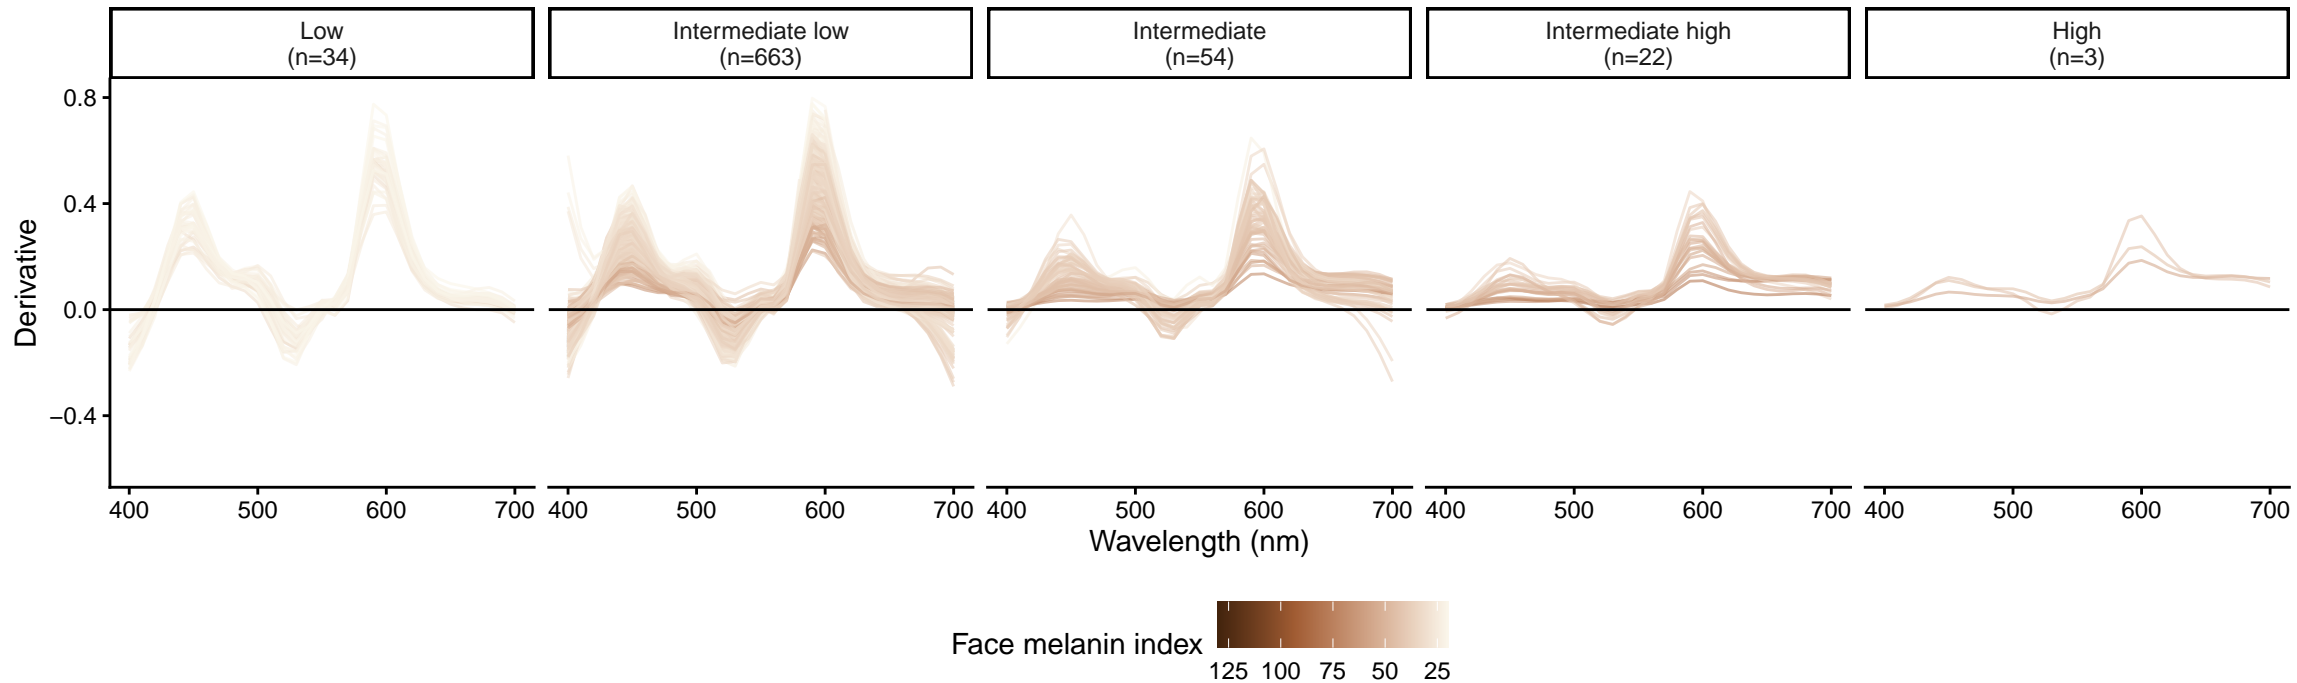 Low
(n=34)
Intermediate low
(n=663)
Intermediate
(n=54)
Intermediate high
(n=22)
High
(n=3)
Derivative
0.8
0.4
0.0
−0.4
400 500 600 700
400 500 600 700
400 500 600 700
400 500 600 700
400 500 600 700
Wavelength (nm)
Face melanin index
125 100 75 50 25